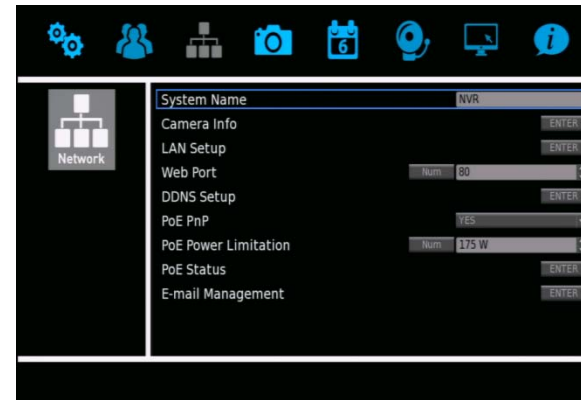 6
i
Network
System Name NVR
Camera Info ENTER
LAN Setup ENTER
Web Port Num 80
DDNS Setup ENTER
PoE PnP YES
PoE Power Limitation Num 175 W
PoE Status ENTER
E-mail Management ENTER